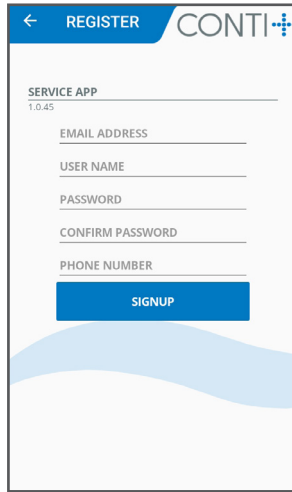 REGISTER
CONTI+
SERVICE APP
1.0.45
EMAIL ADDRESS
USER NAME
PASSWORD
CONFIRM PASSWORD
PHONE NUMBER
SIGNUP